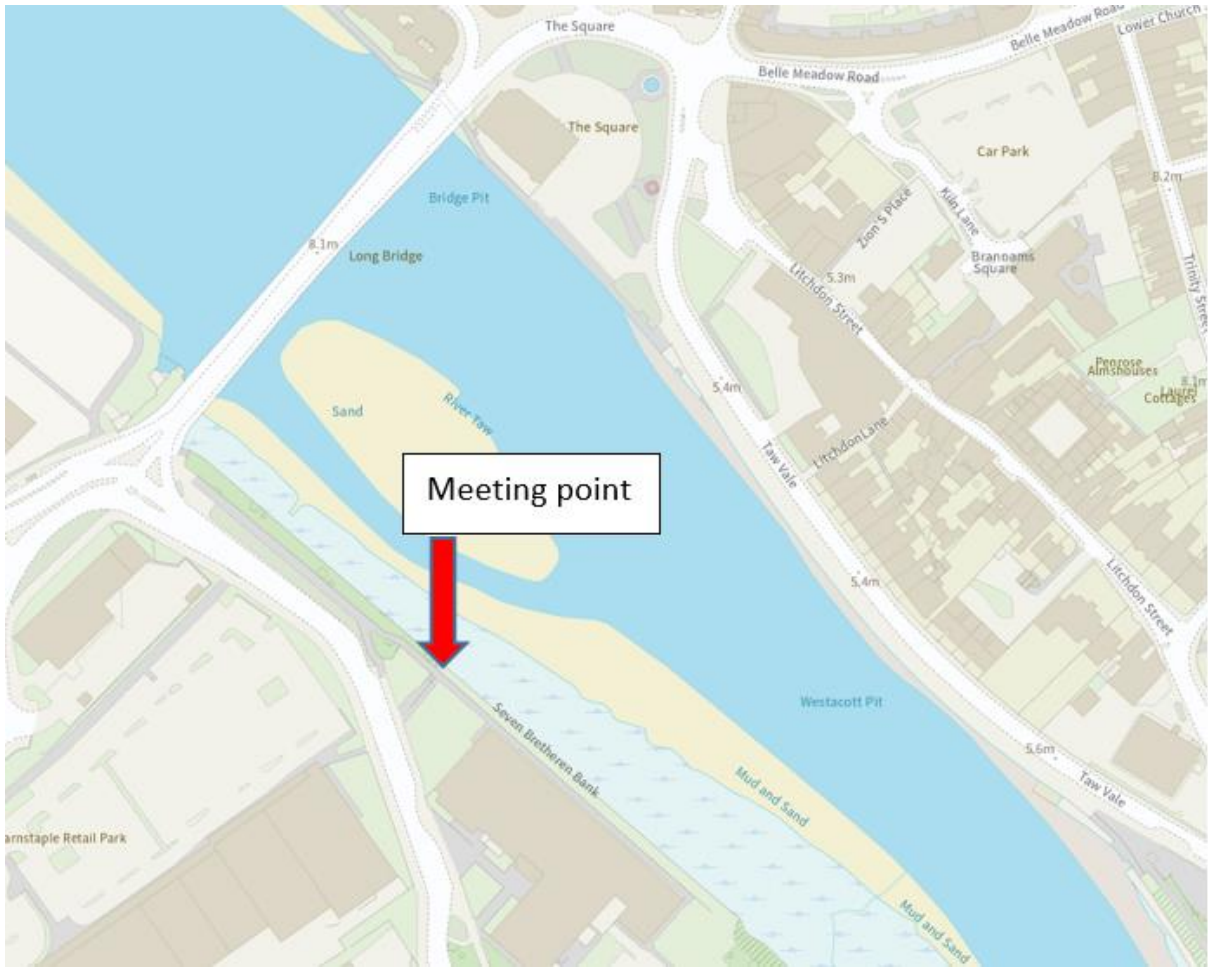 The Square
Belle Meadow Road
Lower Church
Belle Meadow Road
The Square
Car Park
8.2m
Bridge Pit
Zion'S Place
Kiln Lane
8.1m
Long Bridge
Branoams
Square
5.3m
Litchdon Street
Trinity Street
Penrose
Almshouses
Laurel
Cottages
8.1m
5.4m
Sand
River Taw
Litchdon Lane
Taw Vale
Meeting point
5.4m
Litchdon Street
Westacott Pit
Seven Bretheren Bank
5.6m
Mud and Sand
Taw Vale
arnstaple Retail Park
Mud and Sand